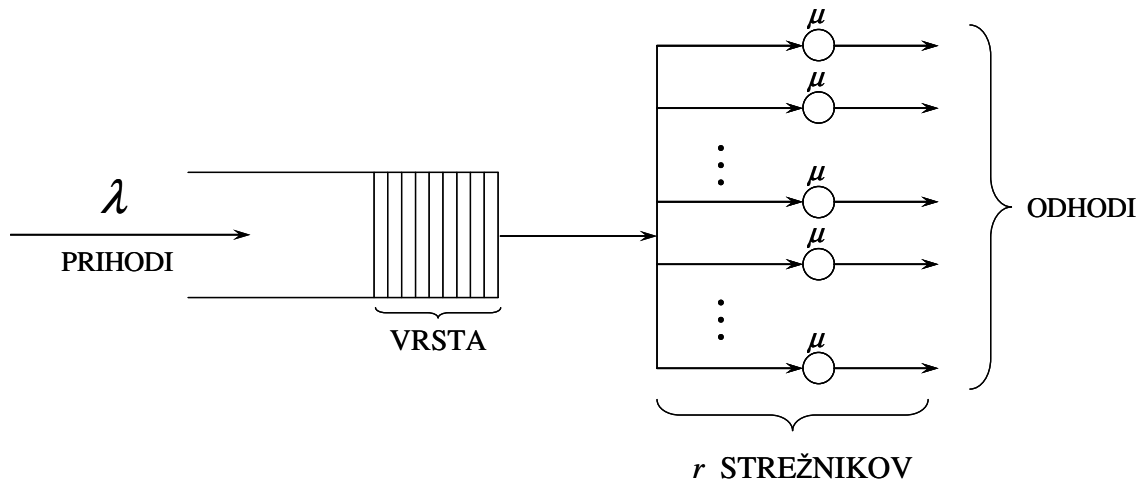 λ
PRIHODI
VRSTA
μ
μ
μ
μ
μ
r STREŽNIKOV
ODHODI